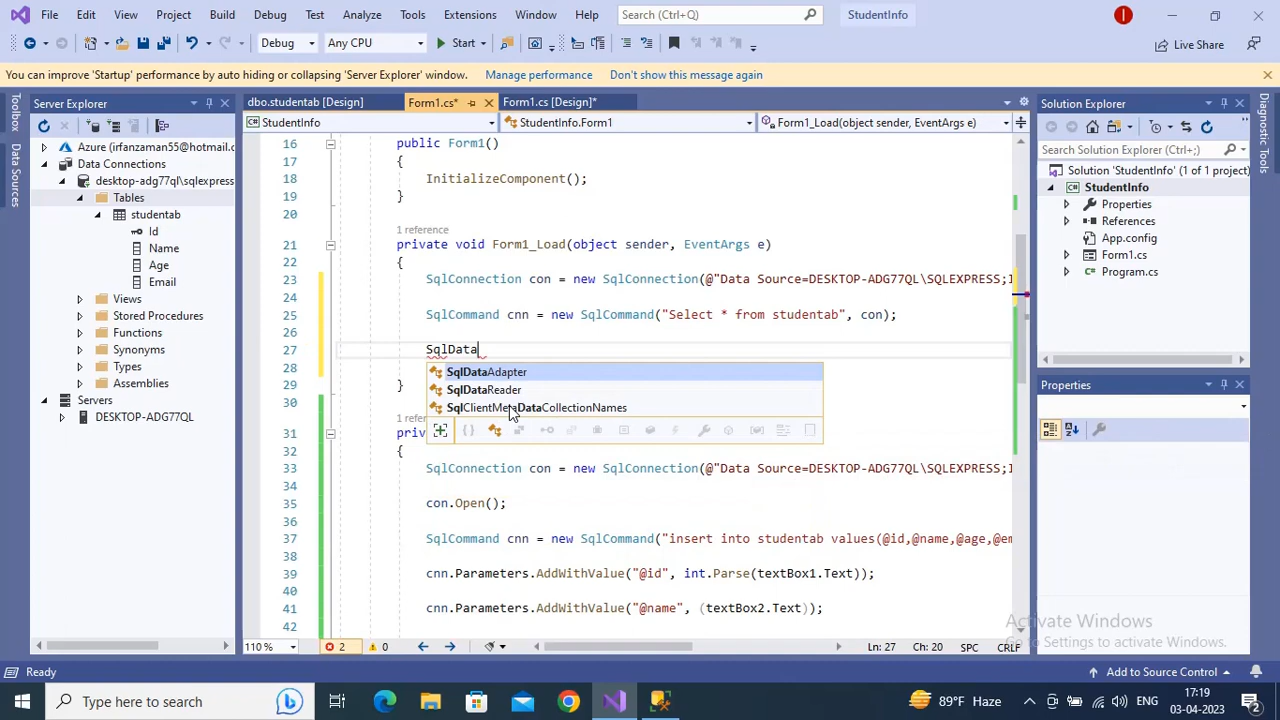 File Edit View Project Build Debug Test Analyze Tools Extensions Window Help Search (Ctrl+Q) StudentInfo
Debug Any CPU Start Live Share
You can improve 'Startup' performance by auto hiding or collapsing 'Server Explorer' window. Manage performance Don't show this message again
Toolbox
Data Sources
Server Explorer
Azure (irfanzaman55@hotmail.c
Data Connections
desktop-adg77ql\sqlexpress
Tables
studentab
Id
Name
Age
Email
Views
Stored Procedures
Functions
Synonyms
Types
Assemblies
Servers
DESKTOP-ADG77QL
dbo.studentab [Design] Form1.cs* Form1.cs [Design]*
StudentInfo StudentInfo.Form1 Form1_Load(object sender, EventArgs e)
16 public Form1()
17 {
18 InitializeComponent();
19 }
20
1 reference
21 private void Form1_Load(object sender, EventArgs e)
22 {
23 SqlConnection con = new SqlConnection(@"Data Source=DESKTOP-ADG77QL\SQLEXPRESS;I
24
25 SqlCommand cnn = new SqlCommand("Select * from studentab", con);
26
27 SqlData
28 SqlDataAdapter
SqlDataReader
29 }
SqlClientMetaDataCollectionNames
30
1 reference
31 priv
32 {
33 SqlConnection con = new SqlConnection(@"Data Source=DESKTOP-ADG77QL\SQLEXPRESS;I
34
35 con.Open();
36
37 SqlCommand cnn = new SqlCommand("insert into studentab values(@id,@name,@age,@em
38
39 cnn.Parameters.AddWithValue("@id", int.Parse(textBox1.Text));
40
41 cnn.Parameters.AddWithValue("@name", (textBox2.Text));
42
110 % 2 0 Ln: 27 Ch: 20 SPC CRLF
Solution Explorer
Search Solution Explorer (Ctrl+;)
Solution 'StudentInfo' (1 of 1 project)
StudentInfo
Properties
References
App.config
Form1.cs
Program.cs
Properties
Diagnostic Tools
Activate Windows
Go to Settings to activate Windows.
Ready Add to Source Control
Type here to search 89°F Haze ENG 17:19
03-04-2023 2